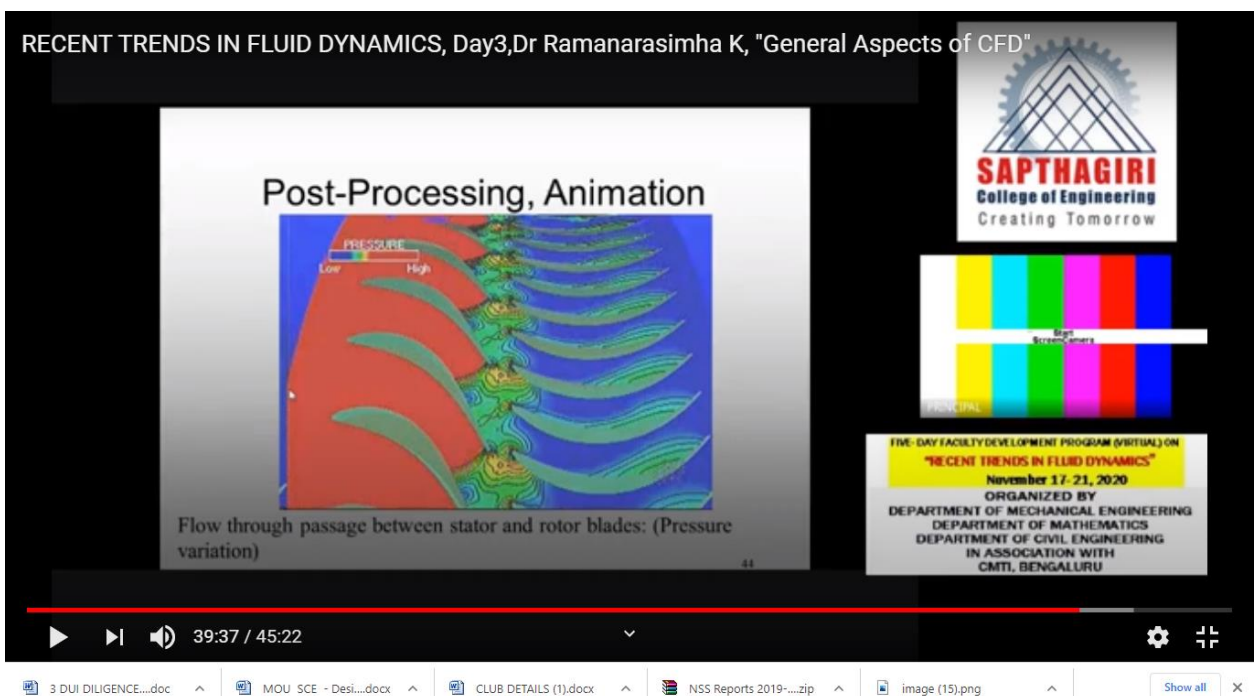 RECENT TRENDS IN FLUID DYNAMICS, Day3,Dr Ramanarasimha K, "General Aspects of CFD"
SAPTHAGIRI
College of Engineering
Creating Tomorrow
Post-Processing, Animation
PRESSURE
Low High
Flow through passage between stator and rotor blades: (Pressure
variation)
44
Start
ScreenCamera
PRINCIPAL
FIVE- DAY FACULTY DEVELOPMENT PROGRAM (VIRTUAL) ON
"RECENT TRENDS IN FLUID DYNAMICS"
November 17- 21, 2020
ORGANIZED BY
DEPARTMENT OF MECHANICAL ENGINEERING
DEPARTMENT OF MATHEMATICS
DEPARTMENT OF CIVIL ENGINEERING
IN ASSOCIATION WITH
CMTI, BENGALURU
39:37 / 45:22
3 DUI DILIGENCE....doc
MOU SCE - Desi....docx
CLUB DETAILS (1).docx
NSS Reports 2019-....zip
image (15).png
Show all